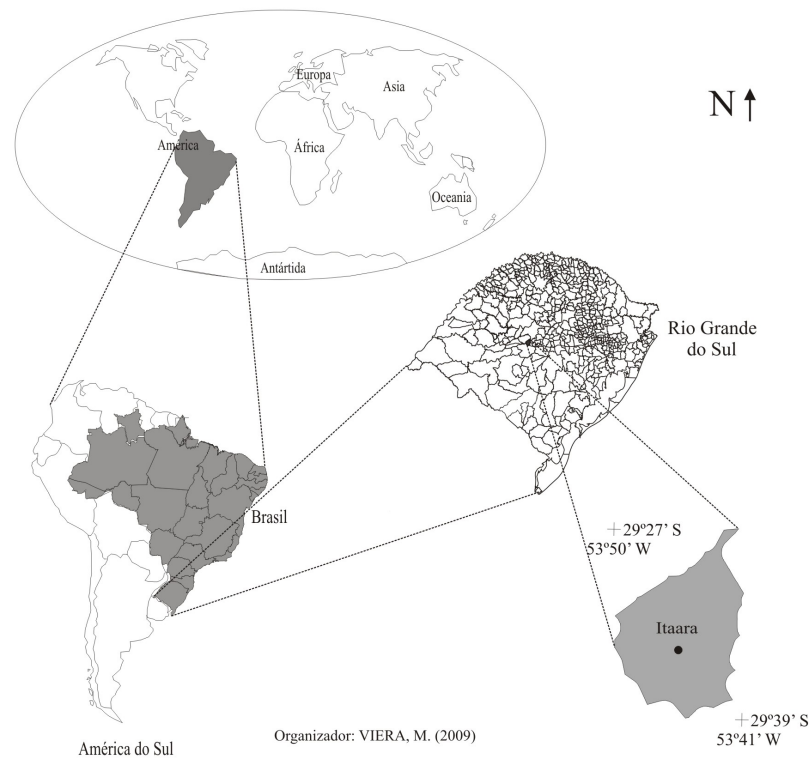 Europa
Asia
N
América
África
Oceania
Antártida
Rio Grande
do Sul
Brasil
29º27' S
53º50' W
Itaara
29º39' S
53º41' W
Organizador: VIERA, M. (2009)
América do Sul